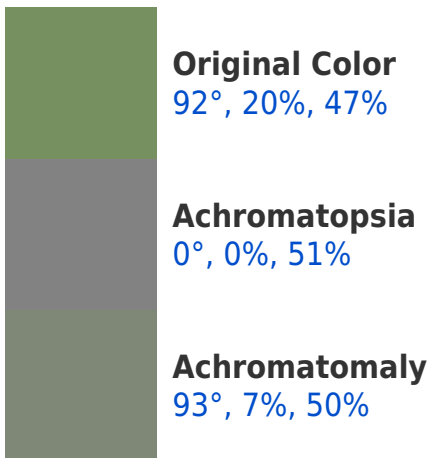 Original Color
92°, 20%, 47%
Achromatopsia
0°, 0%, 51%
Achromatomaly
93°, 7%, 50%